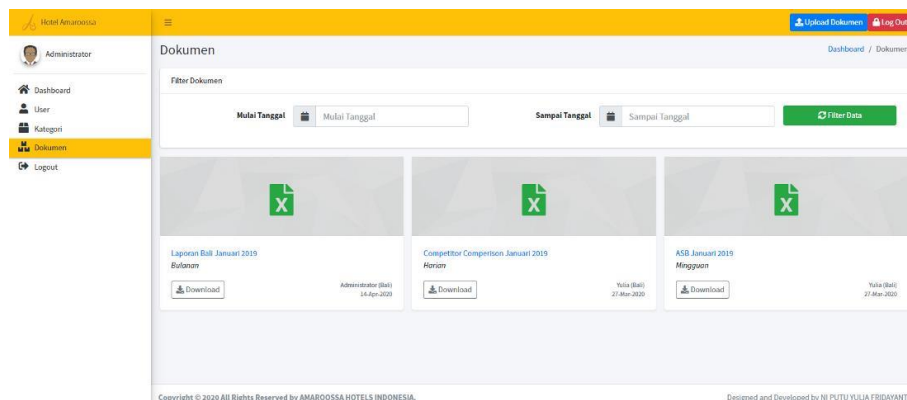 Hotel Amaroossa
Upload Dokumen
Log Out
Administrator
Dashboard
User
Kategori
Dokumen
Logout
Dokumen
Dashboard / Dokumen
Filter Dokumen
Mulai Tanggal
Mulai Tanggal
Sampai Tanggal
Sampai Tanggal
Filter Data
Laporan Bali Januari 2019
Bulanan
Download
Administrator (Bali)
14-Apr-2020
Competitor Comperison Januari 2019
Harian
Download
Yulia (Bali)
27-Mar-2020
ASB Januari 2019
Mingguan
Download
Yulia (Bali)
27-Mar-2020
Copyright © 2020 All Rights Reserved by AMAROOSSA HOTELS INDONESIA.
Designed and Developed by NI PUTU YULIA FRIDAYANT